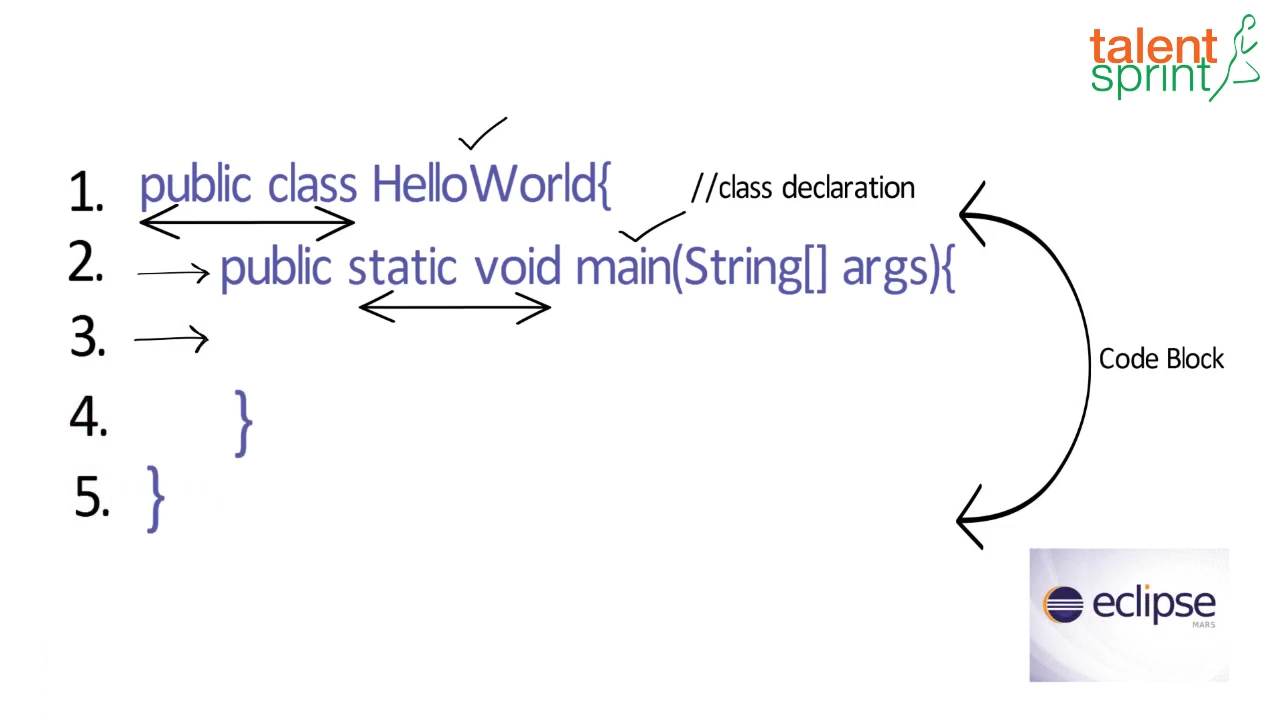 talent
sprint
1. public class HelloWorld{ //class declaration
2. public static void main(String[] args){
3.
Code Block
4. }
5. }
eclipse
MARS